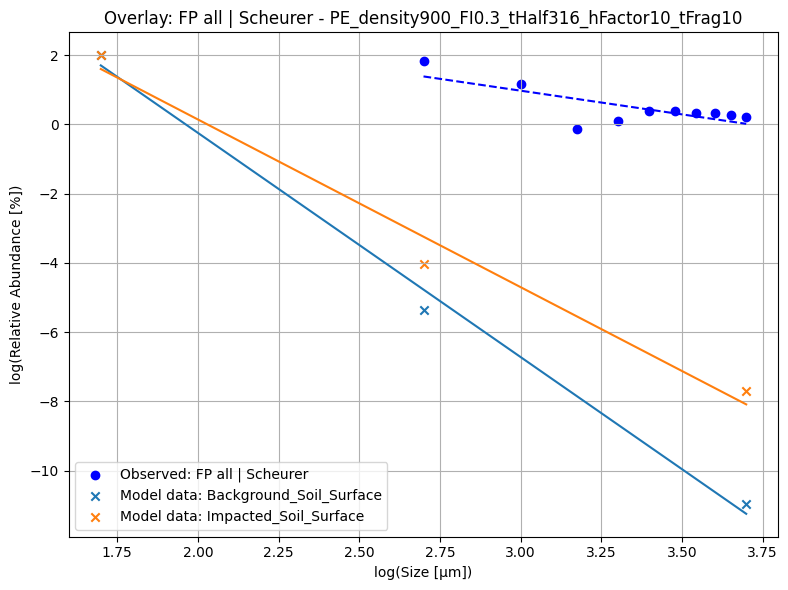 Overlay: FP all | Scheurer - PE_density900_FI0.3_tHalf316_hFactor10_tFrag10
log(Relative Abundance [%])
2
0
−2
−4
−6
−8
−10
Observed: FP all | Scheurer
Model data: Background_Soil_Surface
Model data: Impacted_Soil_Surface
1.75 2.00 2.25 2.50 2.75 3.00 3.25 3.50 3.75
log(Size [μm])